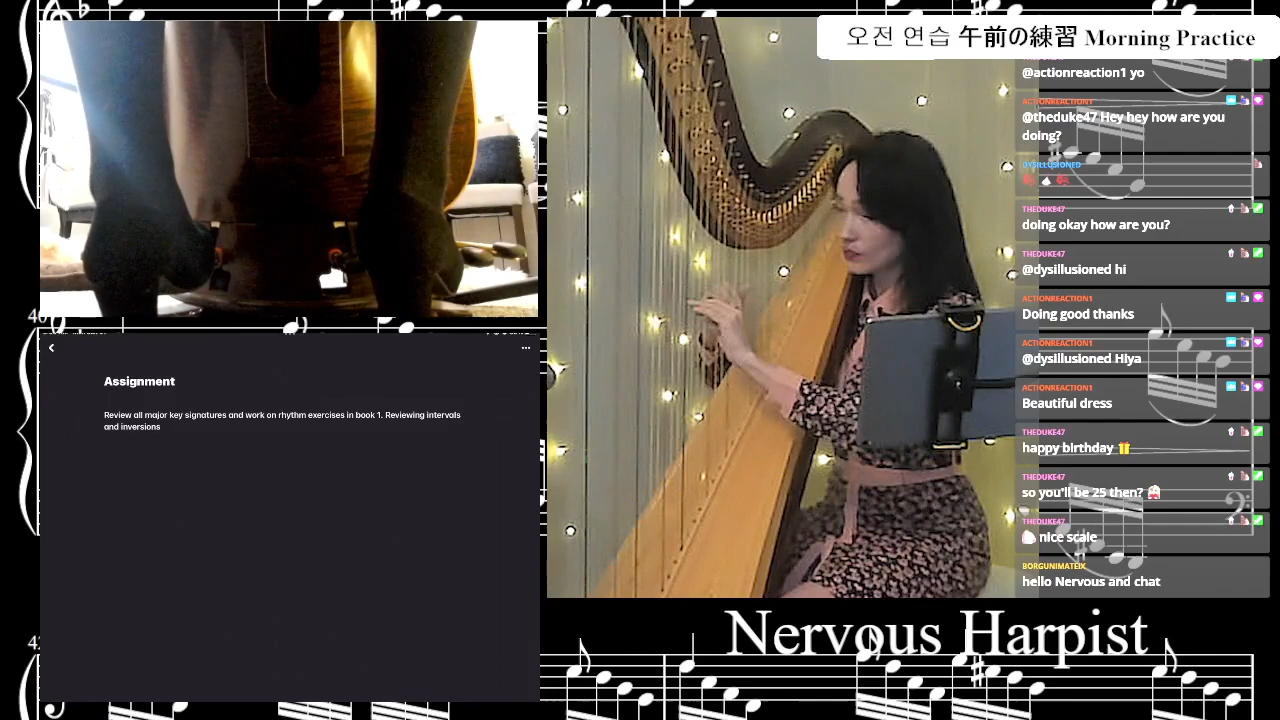 오전 연습 午前の練習 Morning Practice
@actionreaction1 yo
ACTIONREACTION1
@theduke47 Hey hey how are you
doing?
DYSILLUSIONED
THEDUKE47
doing okay how are you?
THEDUKE47
@dysillusioned hi
ACTIONREACTION1
Doing good thanks
ACTIONREACTION1
@dysillusioned Hiya
ACTIONREACTION1
Beautiful dress
THEDUKE47
happy birthday 🎁
THEDUKE47
so you'll be 25 then?
THEDUKE47
nice scale
BORGUNIMATEIX
hello Nervous and chat
Assignment
Review all major key signatures and work on rhythm exercises in book 1. Reviewing intervals
and inversions
Nervous Harpist